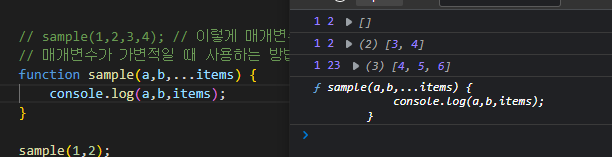 // sample(1,2,3,4); // 이렇게 매개변수
// 매개변수가 가변적일 때 사용하는 방법
function sample(a,b,...items) {
console.log(a,b,items);
}
sample(1,2);
1 2 ▶ []
1 2 ▶ (2) [3, 4]
1 23 ▶ (3) [4, 5, 6]
ƒ sample(a,b,...items) {
console.log(a,b,items);
}